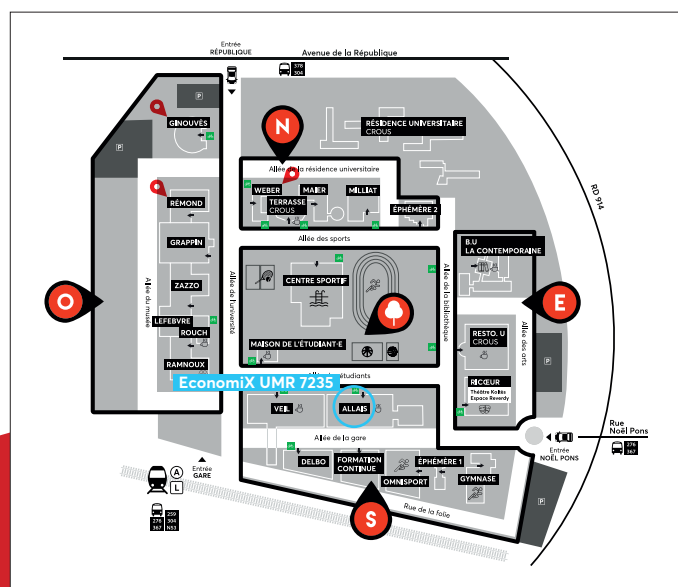 Entrée
RÉPUBLIQUE
Avenue de la République
378
304
P
P
GINOUVÈS
N
RÉSIDENCE UNIVERSITAIRE
CROUS
Allée de la résidence universitaire
RÉMOND
WEBER
MAIER
MILLIAT
TERRASSE
CROUS
ÉPHÉMÈRE 2
RD 914
GRAPPIN
Allée des sports
B.U
LA CONTEMPORAINE
ZAZZO
CENTRE SPORTIF
O
E
Allée du musée
Allée de l'université
Allée de la bibliothèque
Allée des arts
LEFEBVRE
ROUCH
RESTO. U
CROUS
MAISON DE L'ÉTUDIANT·E
RAMNOUX
P
EconomiX UMR 7235
étudiants
RICŒUR
Théâtre Koltès
Espace Reverdy
VEIL
ALLAIS
Rue
Noël Pons
Allée de la gare
276
367
Entrée
NOËL PONS
Entrée
GARE
A
L
DELBO
FORMATION
CONTINUE
ÉPHÉMÈRE 1
OMNISPORT
GYMNASE
P
276
367
259
304
N53
S
Rue de la folie